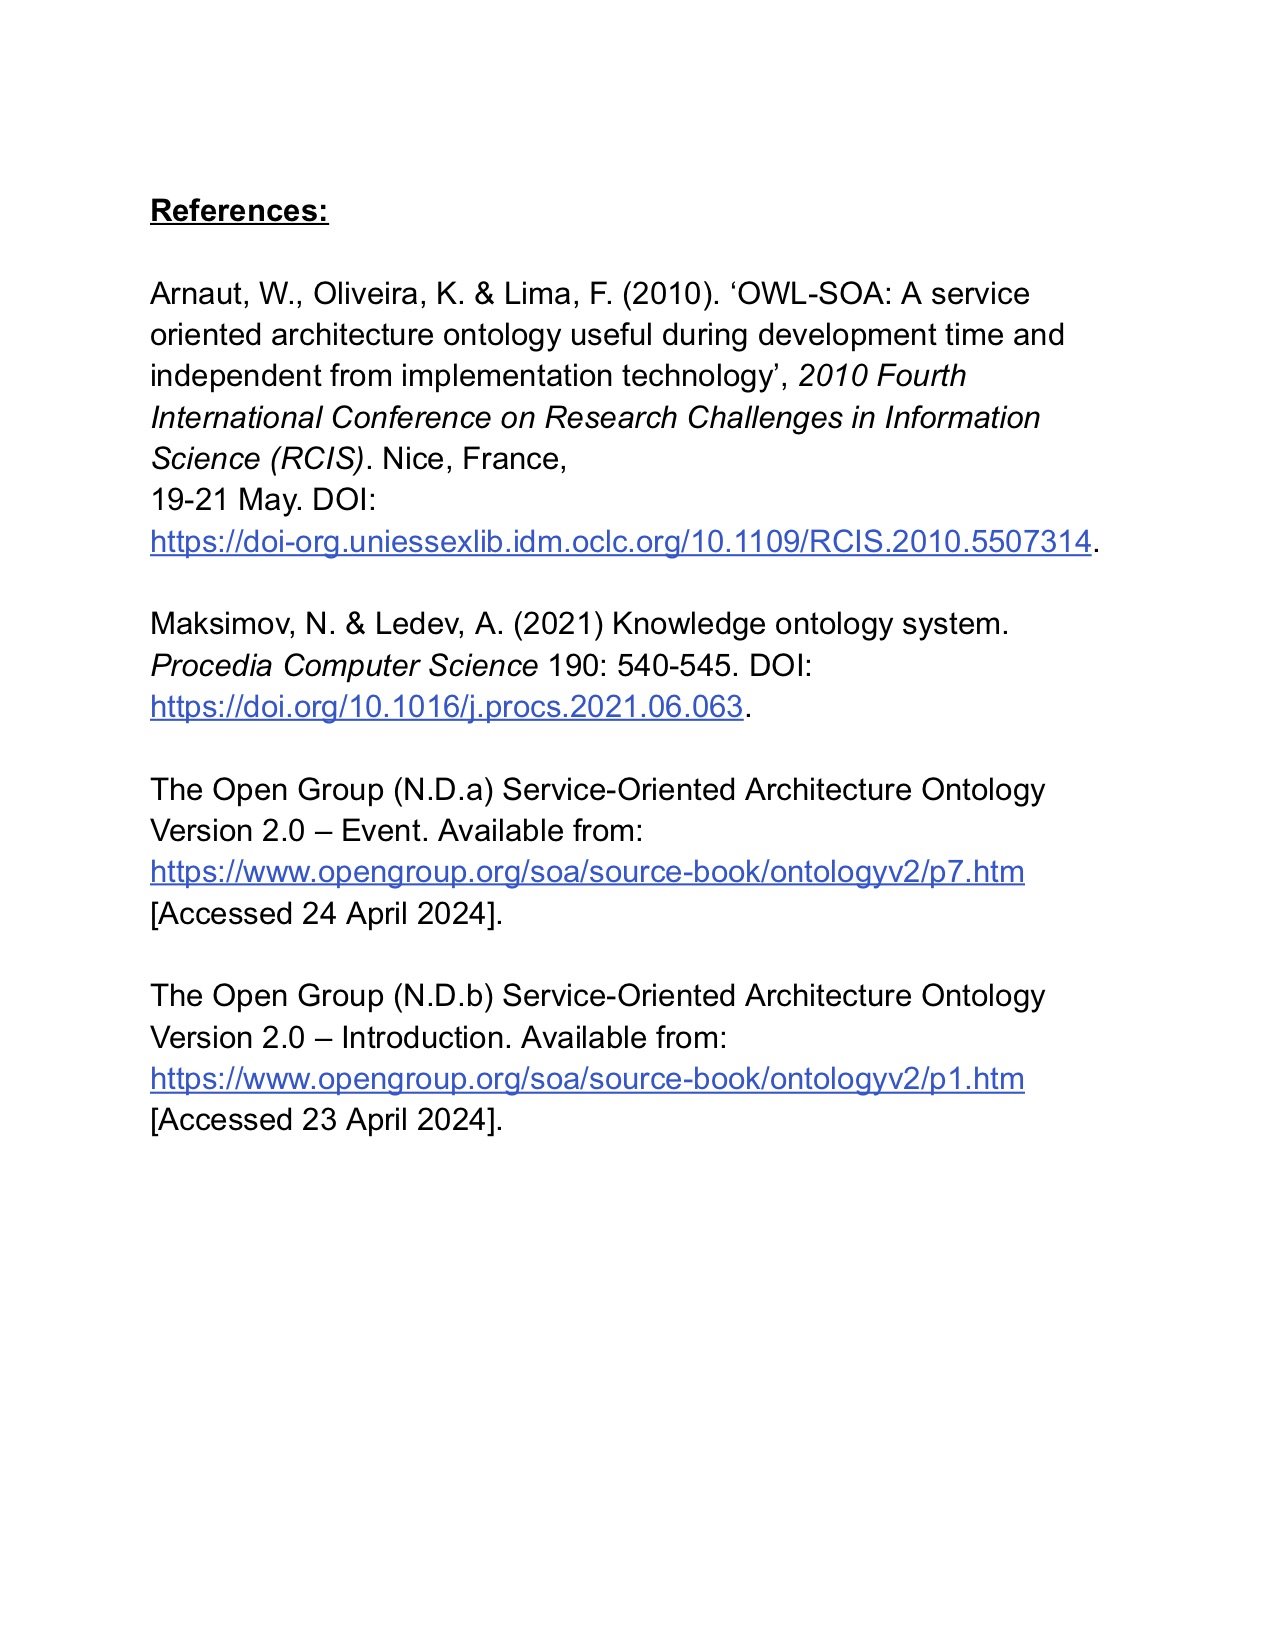 References:
Arnaut, W., Oliveira, K. & Lima, F. (2010). ‘OWL-SOA: A service
oriented architecture ontology useful during development time and
independent from implementation technology’, 2010 Fourth
International Conference on Research Challenges in Information
Science (RCIS). Nice, France,
19-21 May. DOI:
https://doi-org.uniessexlib.idm.oclc.org/10.1109/RCIS.2010.5507314.
Maksimov, N. & Ledev, A. (2021) Knowledge ontology system.
Procedia Computer Science 190: 540-545. DOI:
https://doi.org/10.1016/j.procs.2021.06.063.
The Open Group (N.D.a) Service-Oriented Architecture Ontology
Version 2.0 – Event. Available from:
https://www.opengroup.org/soa/source-book/ontologyv2/p7.htm
[Accessed 24 April 2024].
The Open Group (N.D.b) Service-Oriented Architecture Ontology
Version 2.0 – Introduction. Available from:
https://www.opengroup.org/soa/source-book/ontologyv2/p1.htm
[Accessed 23 April 2024].